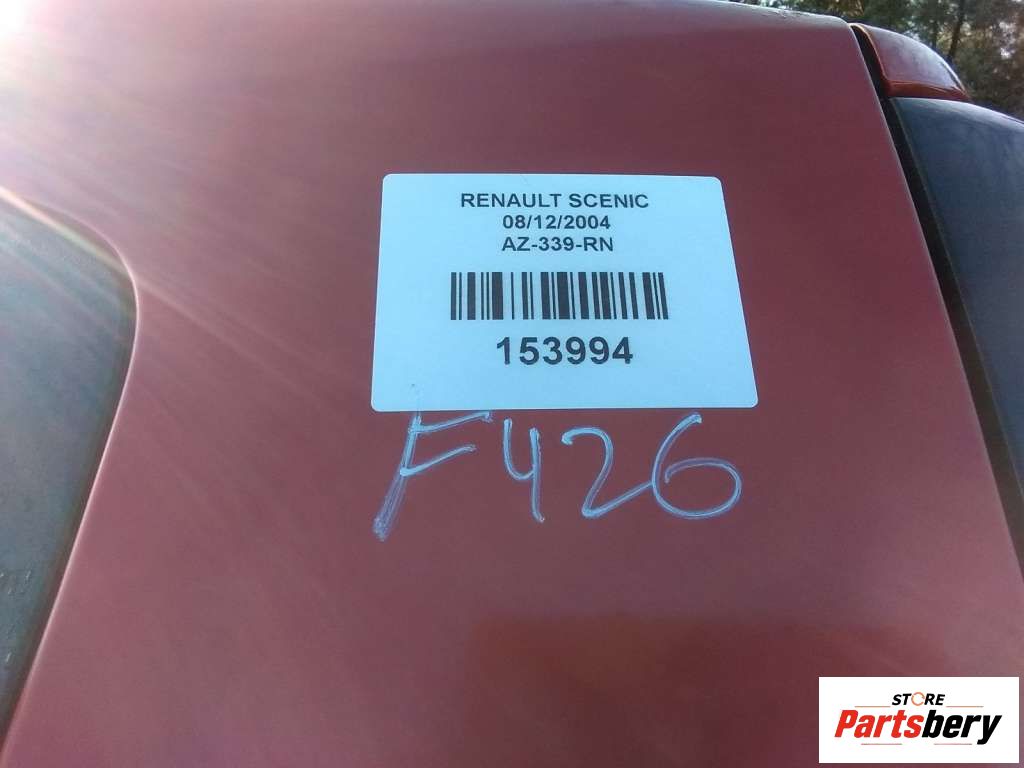 RENAULT SCENIC
08/12/2004
AZ-339-RN
153994
F426
STORE
Partsbery